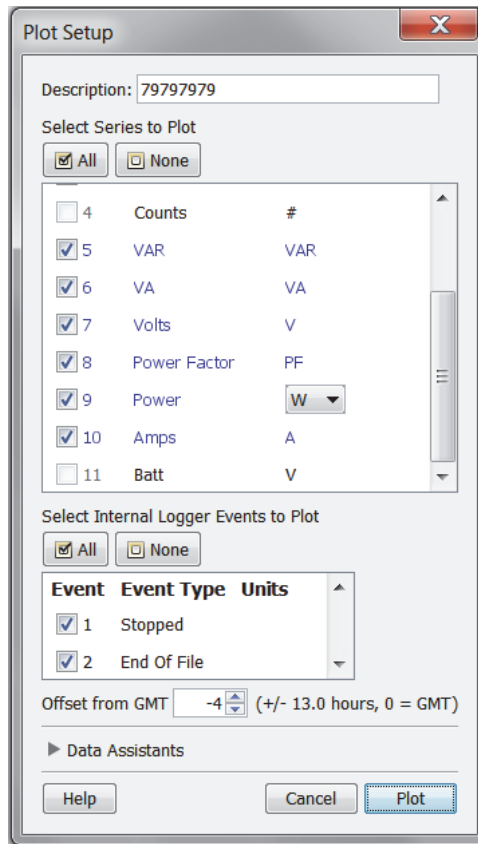 Plot Setup
X
Description: 79797979
Select Series to Plot
All None
4 Counts #
5 VAR VAR
6 VA VA
7 Volts V
8 Power Factor PF
9 Power W
10 Amps A
11 Batt V
Select Internal Logger Events to Plot
All None
Event Event Type Units
1 Stopped
2 End Of File
Offset from GMT -4 (+/- 13.0 hours, 0 = GMT)
Data Assistants
Help Cancel Plot